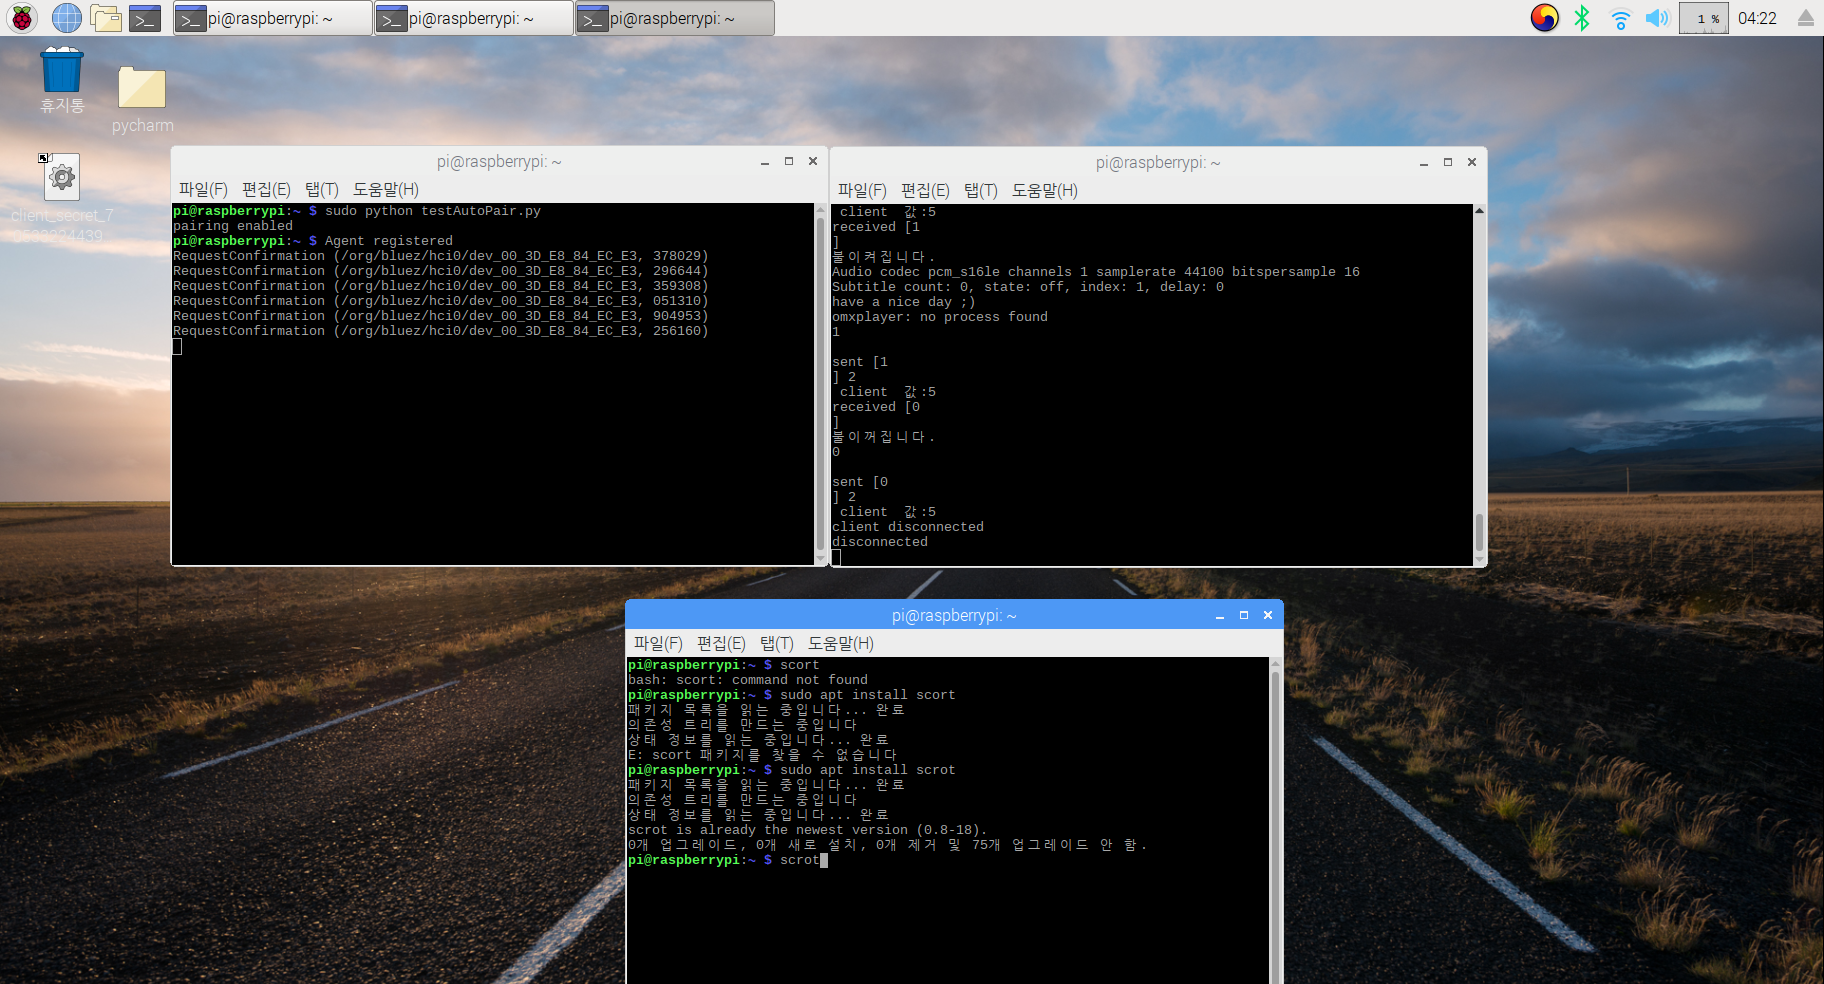 pi@raspberrypi: ~
pi@raspberrypi: ~
pi@raspberrypi: ~
1 %
04:22
휴지통
pycharm
client_secret_7
pi@raspberrypi: ~
파일(F) 편집(E) 탭(T) 도움말(H)
pi@raspberrypi:~ $ sudo python testAutoPair.py
pairing enabled
pi@raspberrypi:~ $ Agent registered
RequestConfirmation (/org/bluez/hci0/dev_00_3D_E8_84_EC_E3, 378029)
RequestConfirmation (/org/bluez/hci0/dev_00_3D_E8_84_EC_E3, 296644)
RequestConfirmation (/org/bluez/hci0/dev_00_3D_E8_84_EC_E3, 359308)
RequestConfirmation (/org/bluez/hci0/dev_00_3D_E8_84_EC_E3, 051310)
RequestConfirmation (/org/bluez/hci0/dev_00_3D_E8_84_EC_E3, 904953)
RequestConfirmation (/org/bluez/hci0/dev_00_3D_E8_84_EC_E3, 256160)
pi@raspberrypi: ~
파일(F) 편집(E) 탭(T) 도움말(H)
client 값:5
received [1
]
불이켜집니다.
Audio codec pcm_s16le channels 1 samplerate 44100 bitspersample 16
Subtitle count: 0, state: off, index: 1, delay: 0
have a nice day ;)
omxplayer: no process found
1
sent [1
] 2
client 값:5
received [0
]
불이꺼집니다.
0
sent [0
] 2
client 값:5
client disconnected
disconnected
pi@raspberrypi: ~
파일(F) 편집(E) 탭(T) 도움말(H)
pi@raspberrypi:~ $ scort
bash: scort: command not found
pi@raspberrypi:~ $ sudo apt install scort
패키지 목록을 읽는 중입니다... 완료
의존성 트리를 만드는 중입니다
상태 정보를 읽는 중입니다... 완료
E: scort 패키지를 찾을 수 없습니다
pi@raspberrypi:~ $ sudo apt install scrot
패키지 목록을 읽는 중입니다... 완료
의존성 트리를 만드는 중입니다
상태 정보를 읽는 중입니다... 완료
scrot is already the newest version (0.8-18).
0개 업그레이드, 0개 새로 설치, 0개 제거 및 75개 업그레이드 안 함.
pi@raspberrypi:~ $ scrot